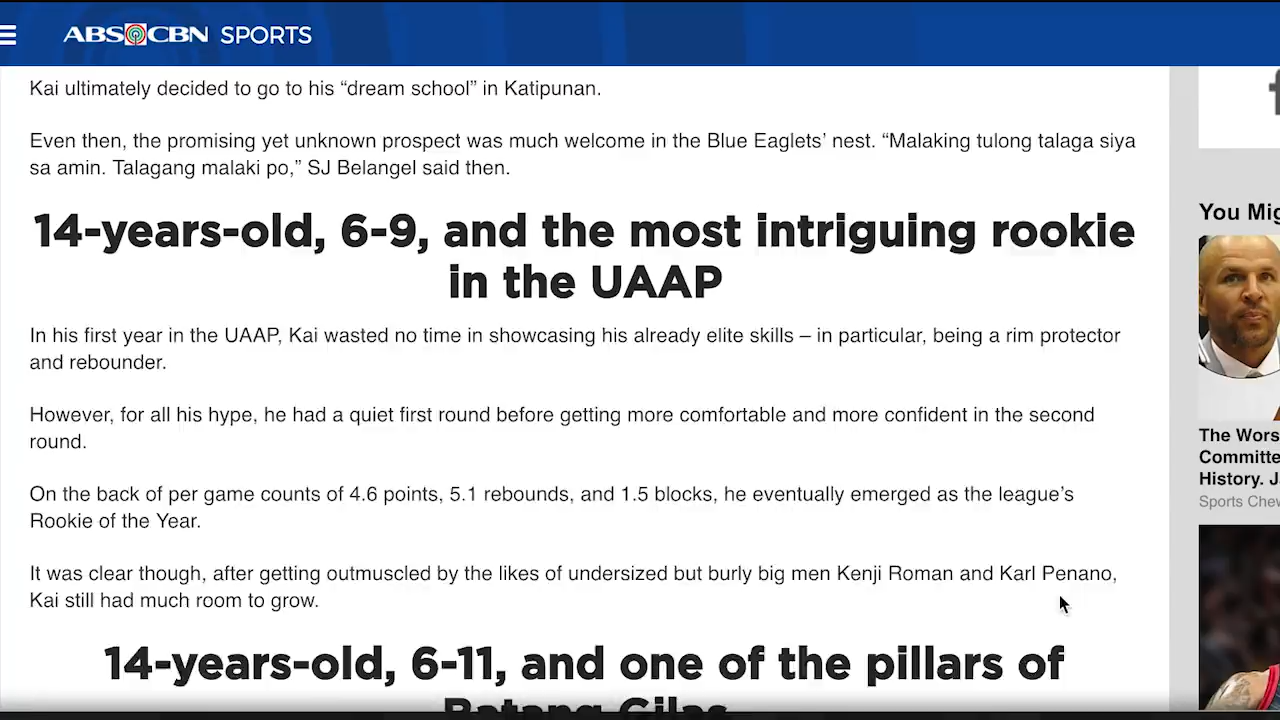 ABS CBN SPORTS
Kai ultimately decided to go to his “dream school” in Katipunan.
Even then, the promising yet unknown prospect was much welcome in the Blue Eaglets’ nest. “Malaking tulong talaga siya
sa amin. Talagang malaki po,” SJ Belangel said then.
14-years-old, 6-9, and the most intriguing rookie
in the UAAP
In his first year in the UAAP, Kai wasted no time in showcasing his already elite skills – in particular, being a rim protector
and rebounder.
However, for all his hype, he had a quiet first round before getting more comfortable and more confident in the second
round.
On the back of per game counts of 4.6 points, 5.1 rebounds, and 1.5 blocks, he eventually emerged as the league’s
Rookie of the Year.
It was clear though, after getting outmuscled by the likes of undersized but burly big men Kenji Roman and Karl Penano,
Kai still had much room to grow.
14-years-old, 6-11, and one of the pillars of
Batang Gilas
You Mig
The Wors
Committe
History. J
Sports Chew